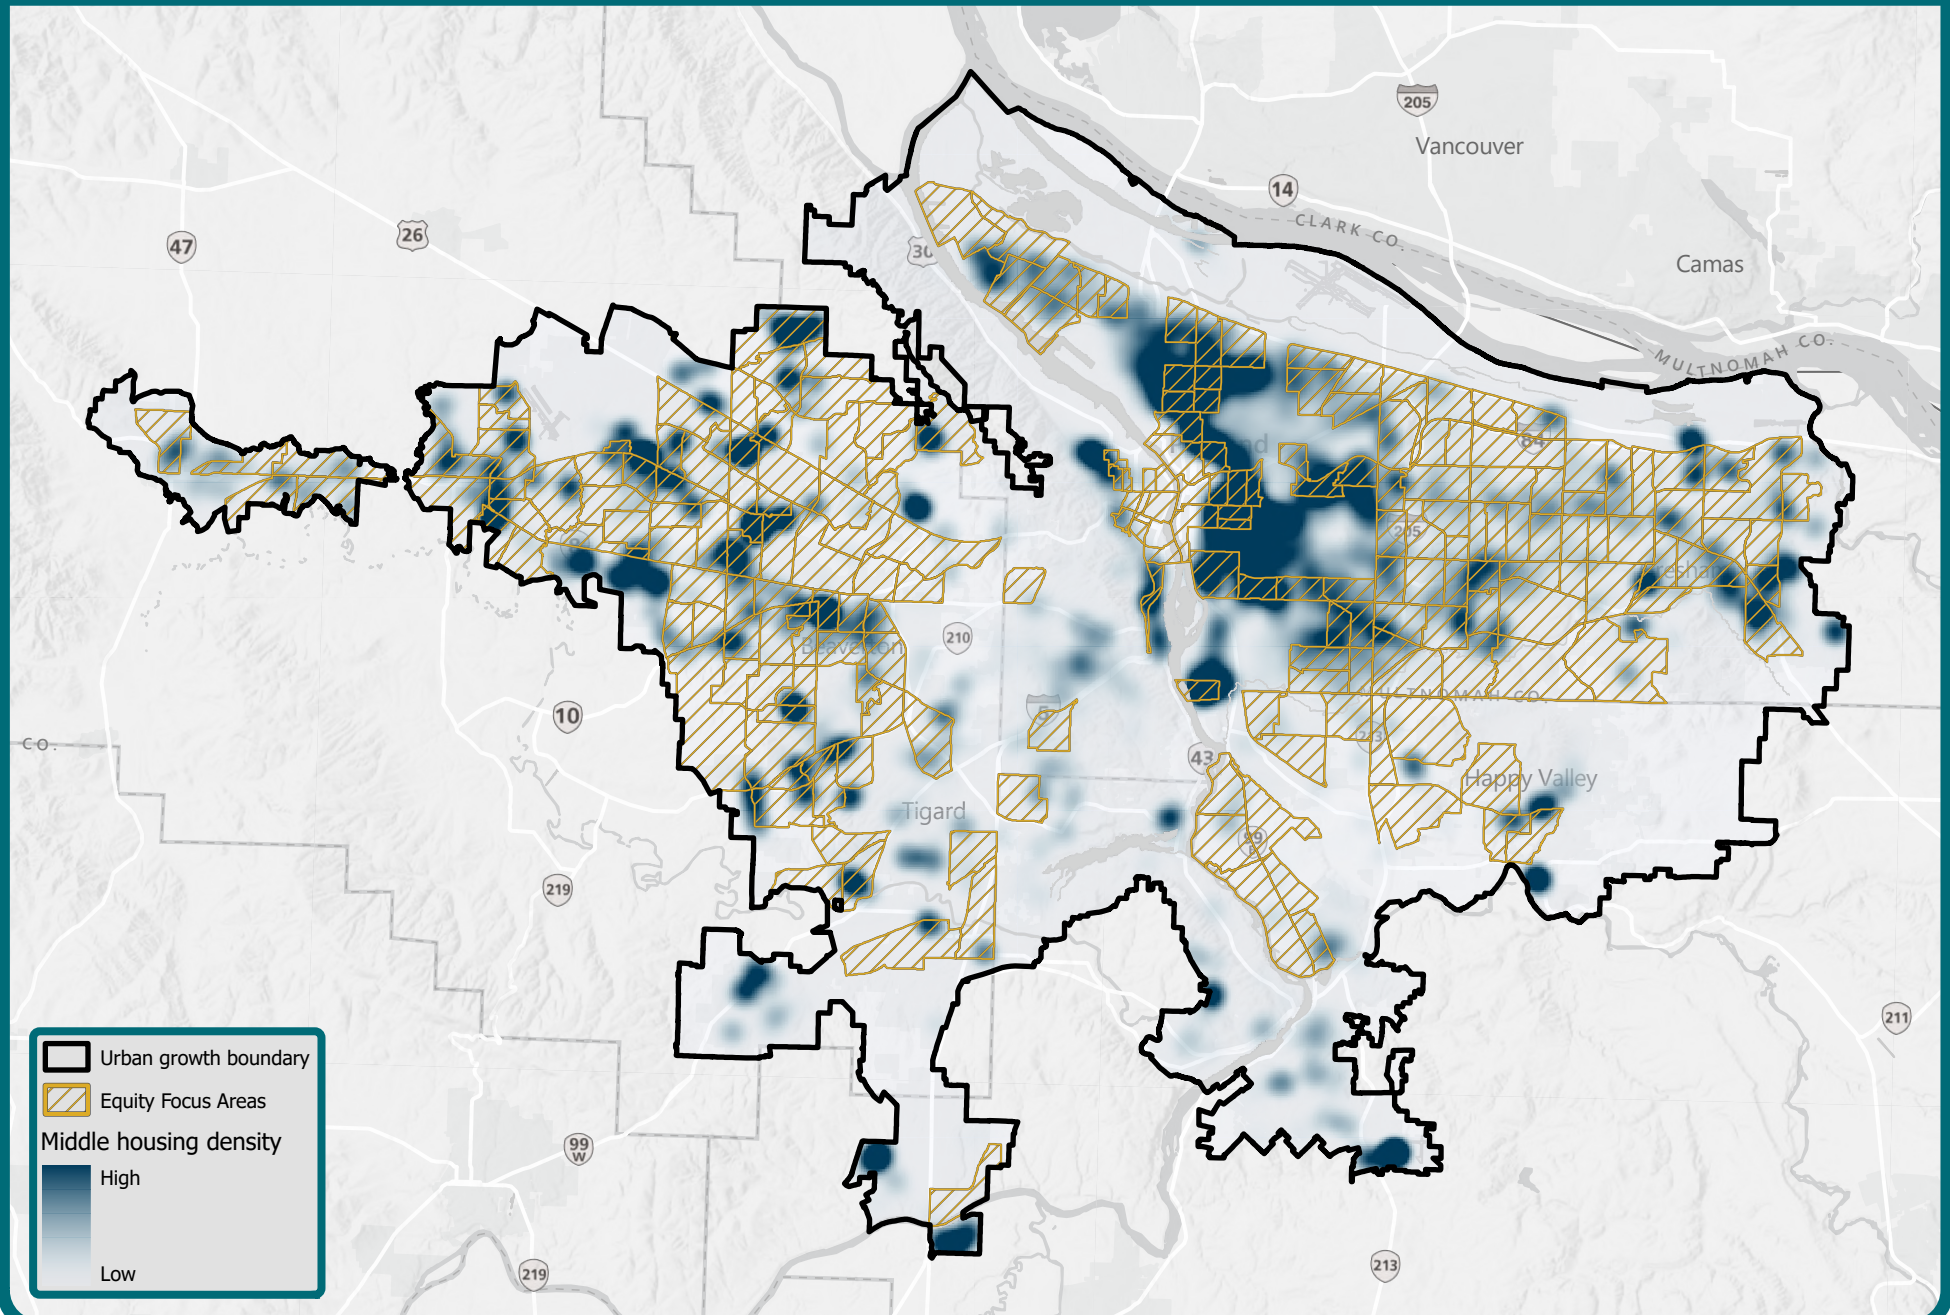 205
Vancouver
14
CLARK CO.
47
26
30
Camas
MULTNOMAH CO.
84
205
Beaverton
210
10
5
CO.
43
213
Happy Valley
Tigard
99
E
219
211
Urban growth boundary
Equity Focus Areas
Middle housing density
High
Low
99
W
219
213